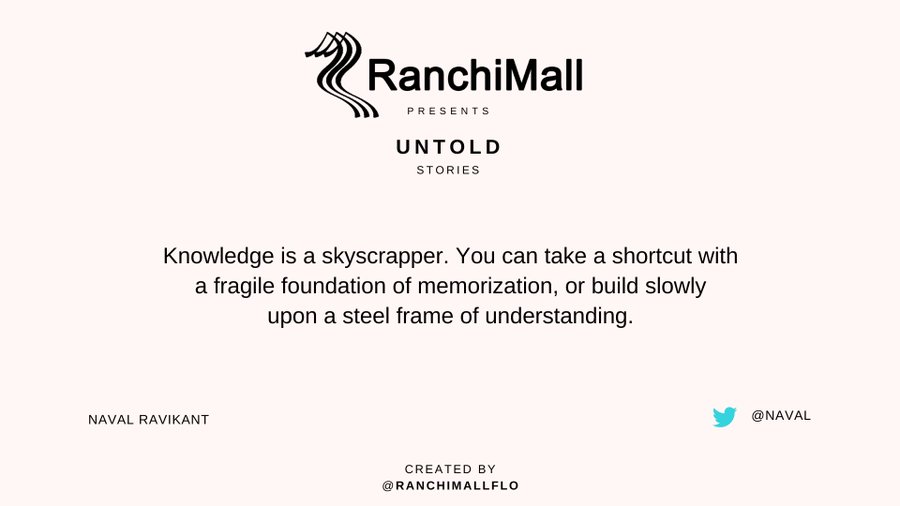 RanchiMall
PRESENTS
UNTOLD
STORIES
Knowledge is a skyscrapper. You can take a shortcut with
a fragile foundation of memorization, or build slowly
upon a steel frame of understanding.
NAVAL RAVIKANT
@NAVAL
CREATED BY
@RANCHIMALLFLO